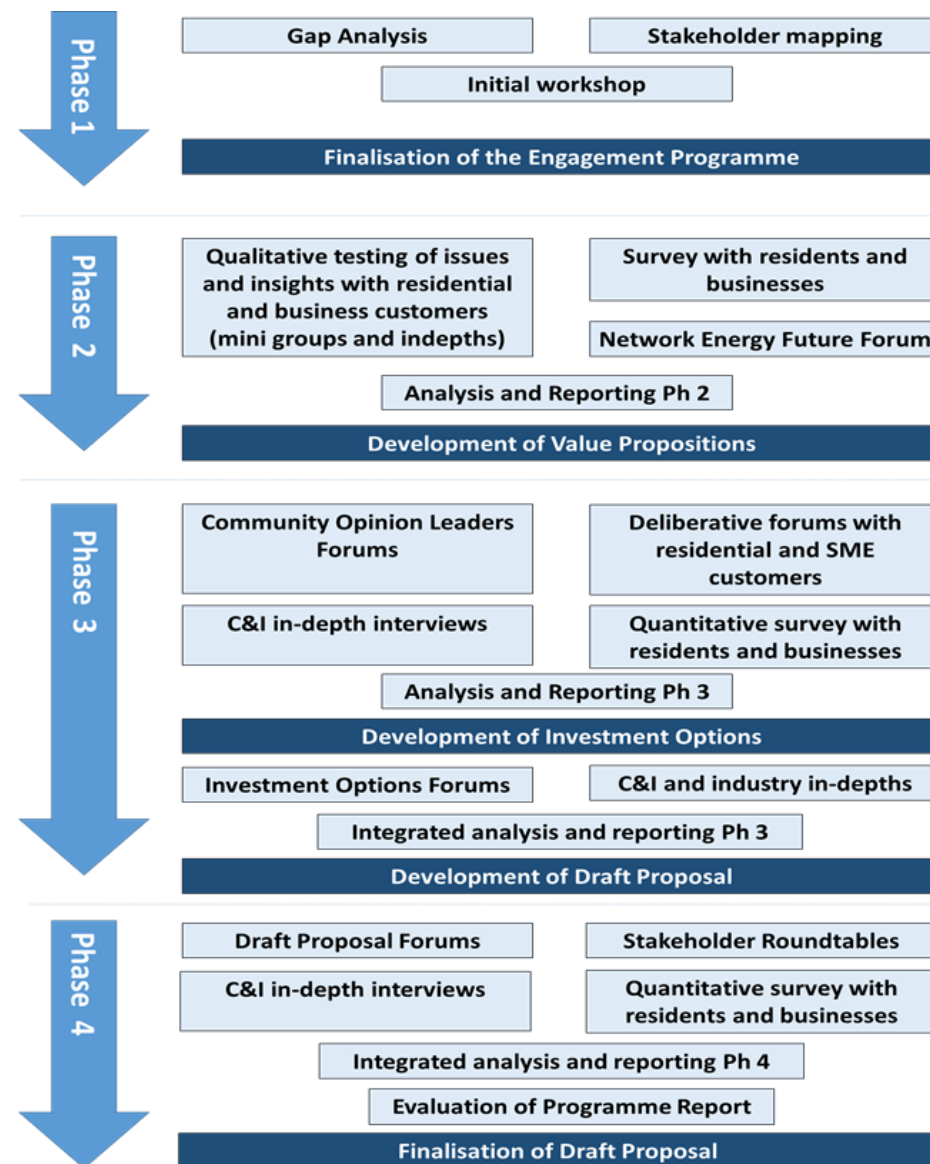 Phase 1
Gap Analysis
Stakeholder mapping
Initial workshop
Finalisation of the Engagement Programme
Phase 2
Qualitative testing of issues
and insights with residential
and business customers
(mini groups and indepths)
Survey with residents and
businesses
Network Energy Future Forum
Analysis and Reporting Ph 2
Development of Value Propositions
Phase 3
Community Opinion Leaders
Forums
Deliberative forums with
residential and SME
customers
C&I in-depth interviews
Quantitative survey with
residents and businesses
Analysis and Reporting Ph 3
Development of Investment Options
Investment Options Forums
C&I and industry in-depths
Integrated analysis and reporting Ph 3
Development of Draft Proposal
Phase 4
Draft Proposal Forums
Stakeholder Roundtables
C&I in-depth interviews
Quantitative survey with
residents and businesses
Integrated analysis and reporting Ph 4
Evaluation of Programme Report
Finalisation of Draft Proposal